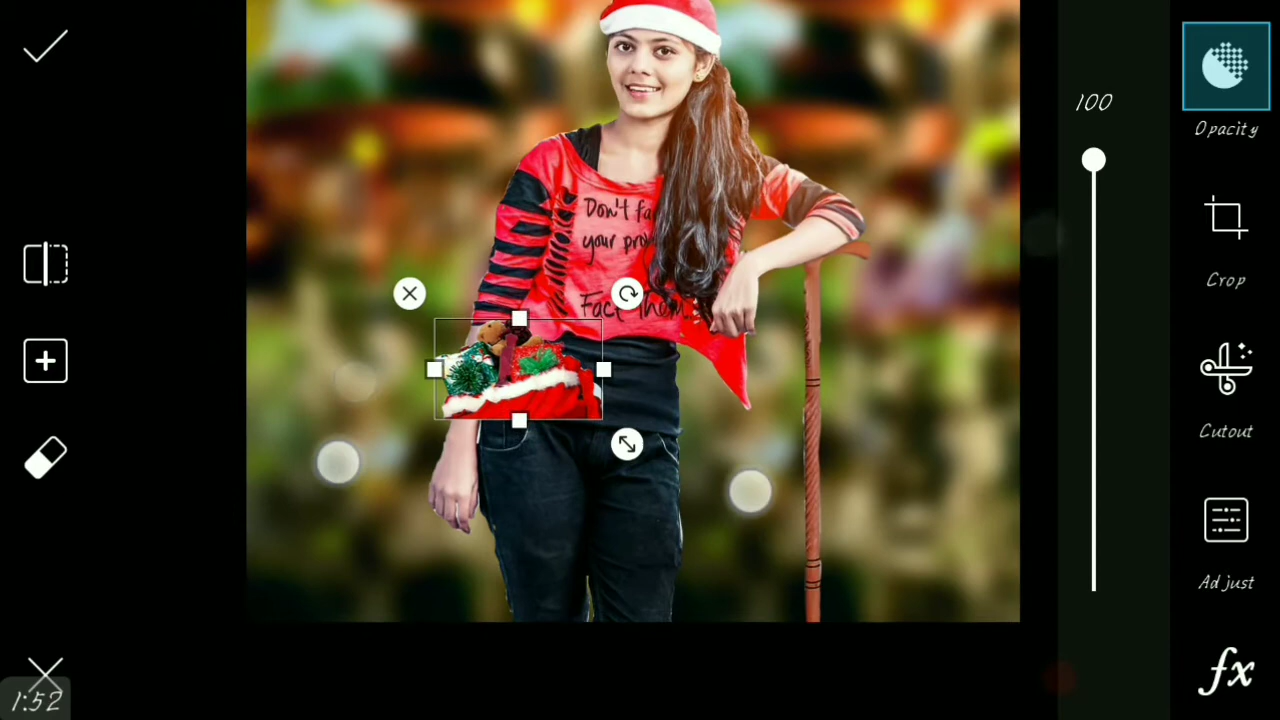 100
Opacity
Crop
Cutout
Adjust
fx
Don't fa
your pro
Face Them..
1:52